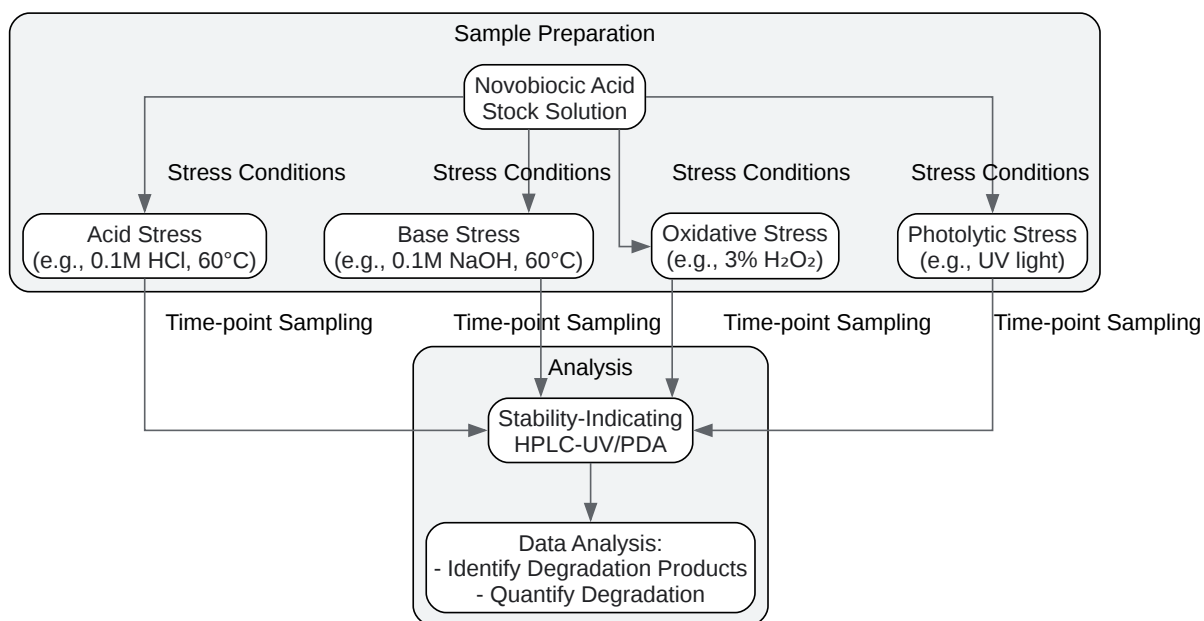 Sample Preparation
Novobiocic Acid
Stock Solution
Stress Conditions
Stress Conditions
Stress Conditions
Stress Conditions
Acid Stress
(e.g., 0.1M HCl, 60°C)
Base Stress
(e.g., 0.1M NaOH, 60°C)
Oxidative Stress
(e.g., 3% H₂O₂)
Photolytic Stress
(e.g., UV light)
Time-point Sampling
Time-point Sampling
Time-point Sampling
Time-point Sampling
Analysis
Stability-Indicating
HPLC-UV/PDA
Data Analysis:
- Identify Degradation Products
- Quantify Degradation